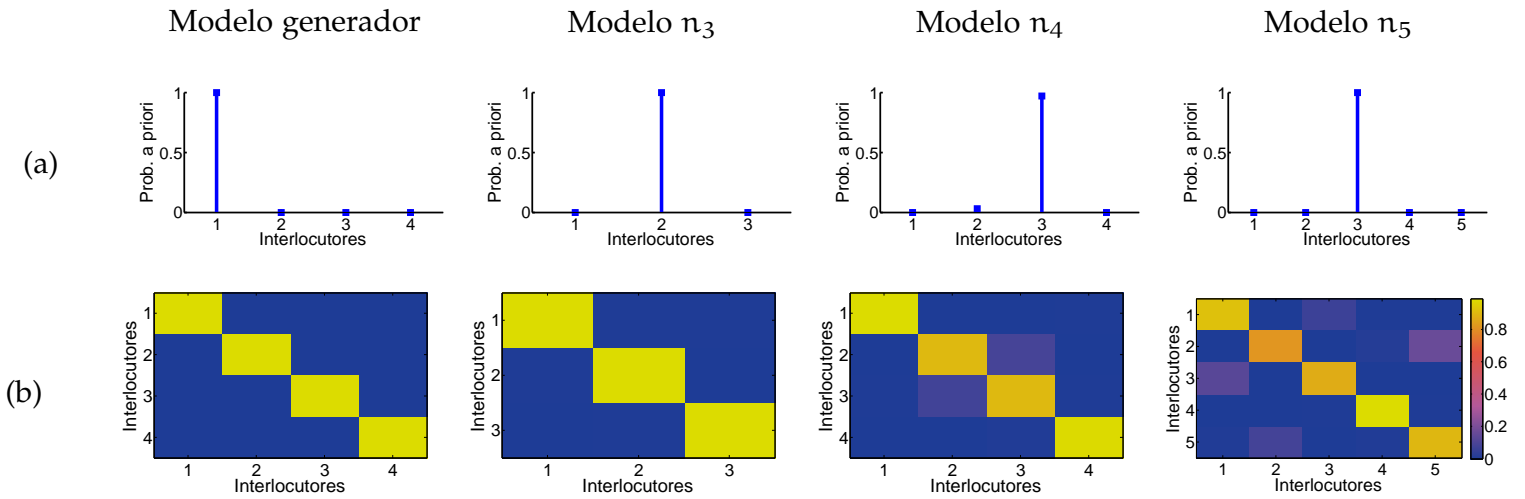 Modelo generador
Modelo n₃
Modelo n₄
Modelo n₅
(a)
Prob. a priori
1
0.5
0
1 2 3 4
Interlocutores
Prob. a priori
1
0.5
0
1 2 3
Interlocutores
Prob. a priori
1
0.5
0
1 2 3 4
Interlocutores
Prob. a priori
1
0.5
0
1 2 3 4 5
Interlocutores
(b)
Interlocutores
1
2
3
4
1 2 3 4
Interlocutores
Interlocutores
1
2
3
1 2 3
Interlocutores
Interlocutores
1
2
3
4
1 2 3 4
Interlocutores
Interlocutores
1
2
3
4
5
1 2 3 4 5
Interlocutores
0.8
0.6
0.4
0.2
0